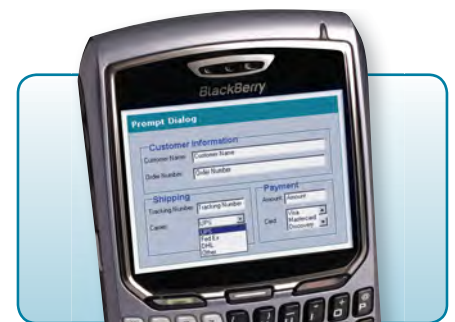 BlackBerry
Prompt Dialog
Customer Information
Customer Name: Customer Name
Order Number: Order Number
Shipping
Tracking Number: Tracking Number
Carrier: UPS
UPS
Fed Ex
DHL
Other
Payment
Amount: Amount
Card: Visa
Mastercard
Discovery